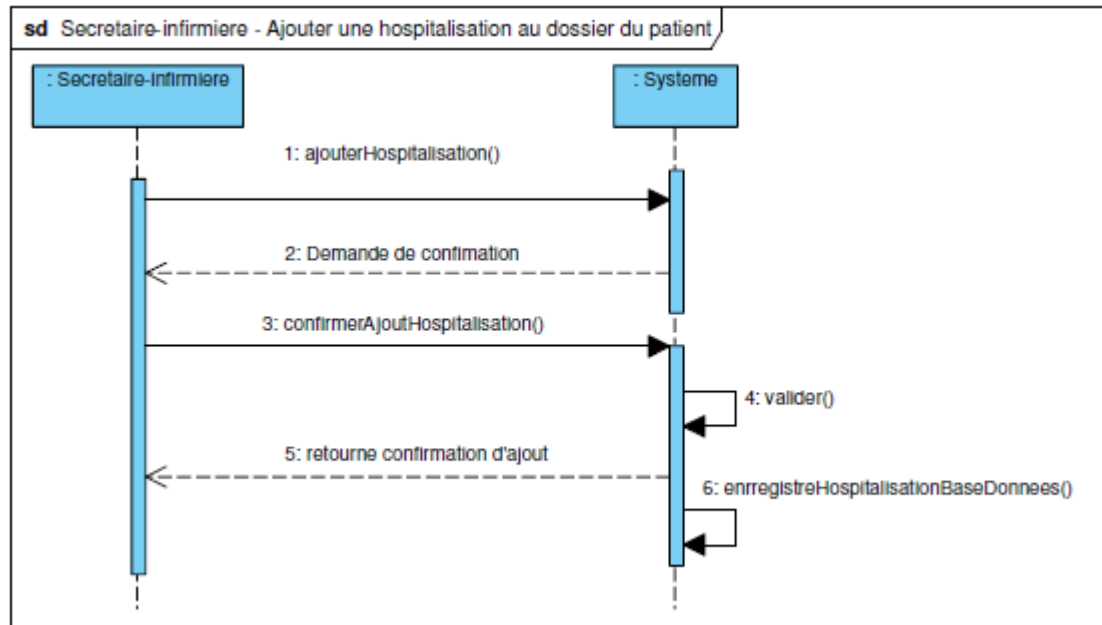 sd Secretaire-infirmiere - Ajouter une hospitalisation au dossier du patient
: Secretaire-infirmiere
: Systeme
1: ajouterHospitalisation()
2: Demande de confimation
3: confirmerAjoutHospitalisation()
4: valider()
5: retourne confirmation d'ajout
6: enrregistreHospitalisationBaseDonnees()